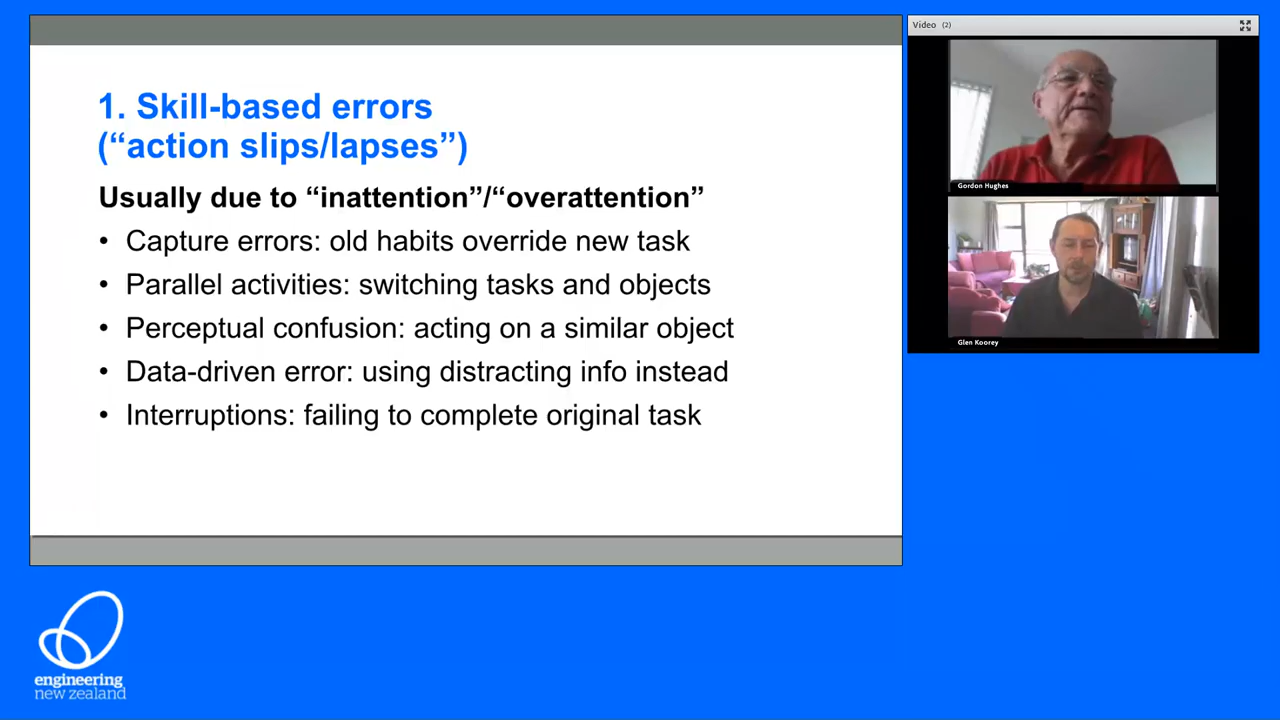 1. Skill-based errors
(“action slips/lapses”)
Usually due to “inattention”/“overattention”
• Capture errors: old habits override new task
• Parallel activities: switching tasks and objects
• Perceptual confusion: acting on a similar object
• Data-driven error: using distracting info instead
• Interruptions: failing to complete original task
Video (2)
Gordon Hughes
Glen Koorey
engineering
new zealand